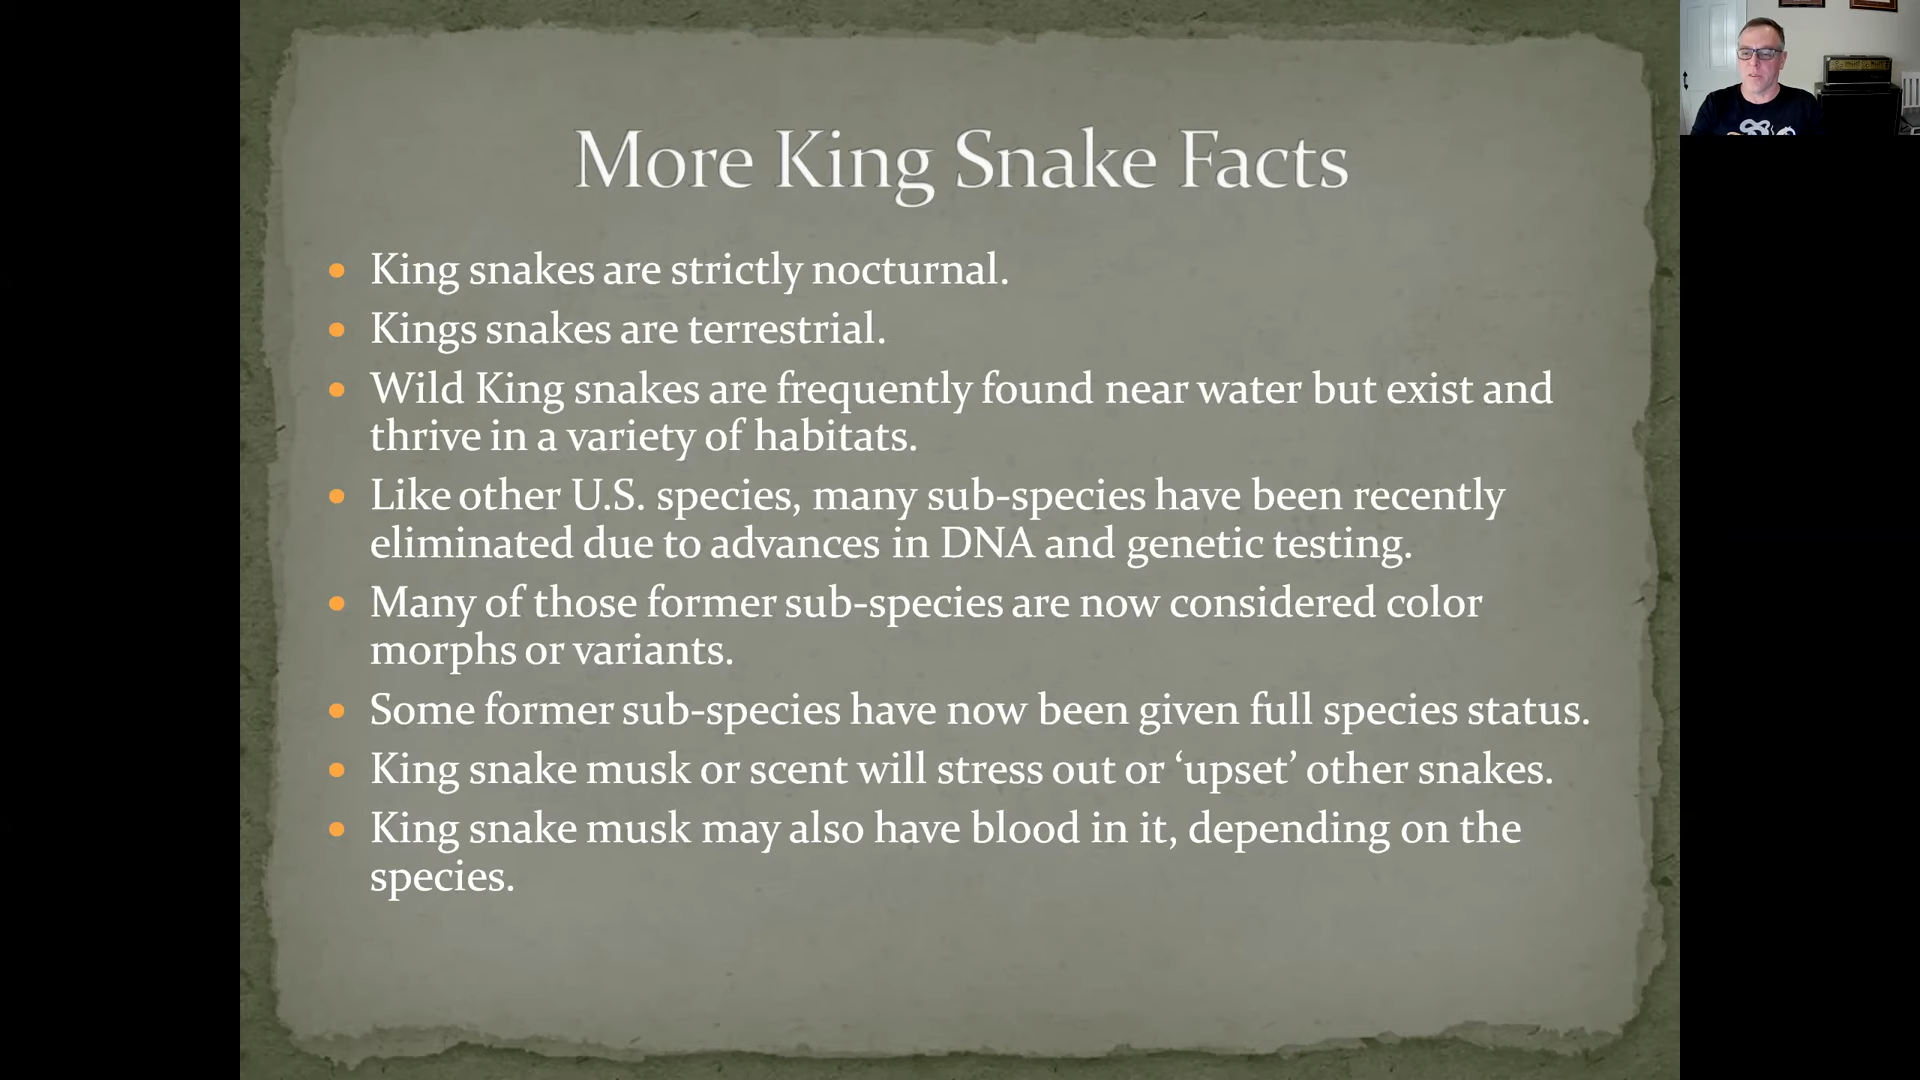 More King Snake Facts
• King snakes are strictly nocturnal.
• Kings snakes are terrestrial.
• Wild King snakes are frequently found near water but exist and
thrive in a variety of habitats.
• Like other U.S. species, many sub-species have been recently
eliminated due to advances in DNA and genetic testing.
• Many of those former sub-species are now considered color
morphs or variants.
• Some former sub-species have now been given full species status.
• King snake musk or scent will stress out or ‘upset’ other snakes.
• King snake musk may also have blood in it, depending on the
species.